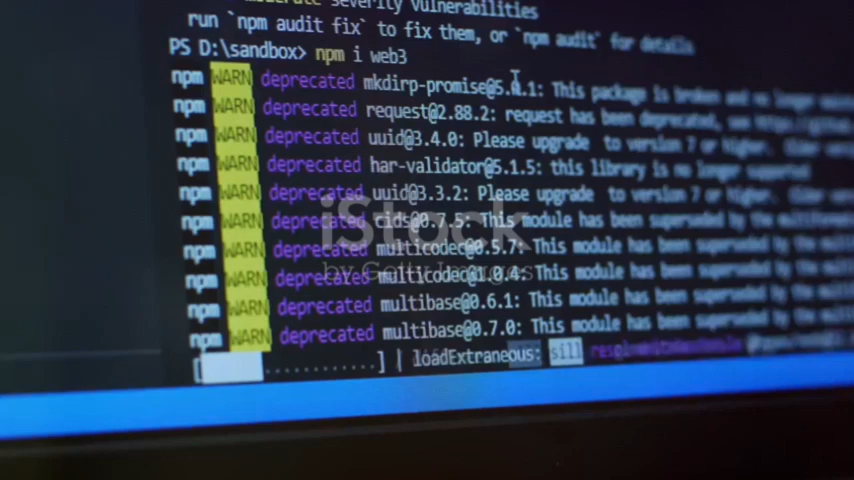 moderate severity vulnerabilities
run `npm audit fix` to fix them, or `npm audit` for details
PS D:\sandbox> npm i web3
npm WARN deprecated mkdirp-promise@5.0.1: This package is broken and no longer
npm WARN deprecated request@2.88.2: request has been deprecated, see
npm WARN deprecated uuid@3.4.0: Please upgrade to version 7 or higher. Older
npm WARN deprecated har-validator@5.1.5: this library is no longer supported
npm WARN deprecated uuid@3.3.2: Please upgrade to version 7 or higher. Older
npm WARN deprecated cids@0.7.5: This module has been superseded by the
npm WARN deprecated multicodec@0.5.7: This module has been superseded by the
npm WARN deprecated multicodec@1.0.4: This module has been superseded by the
npm WARN deprecated multibase@0.6.1: This module has been superseded by the
npm WARN deprecated multibase@0.7.0: This module has been superseded by the
[ ............] | loadExtraneous: sill
iStock
by Getty Images